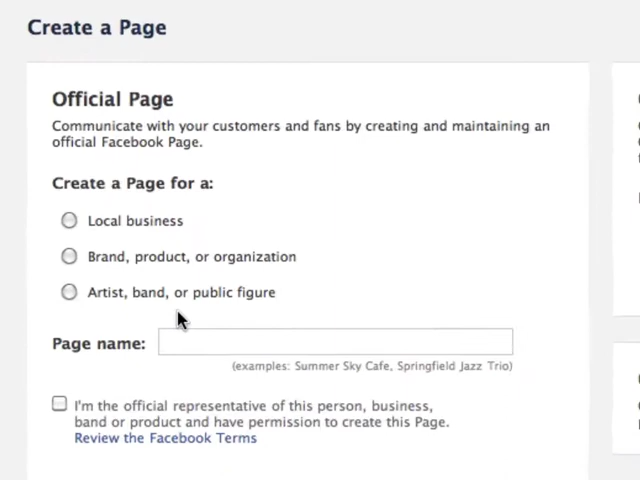 Create a Page
Official Page
Communicate with your customers and fans by creating and maintaining an
official Facebook Page.
Create a Page for a:
Local business
Brand, product, or organization
Artist, band, or public figure
Page name:
(examples: Summer Sky Cafe, Springfield Jazz Trio)
I'm the official representative of this person, business,
band or product and have permission to create this Page.
Review the Facebook Terms